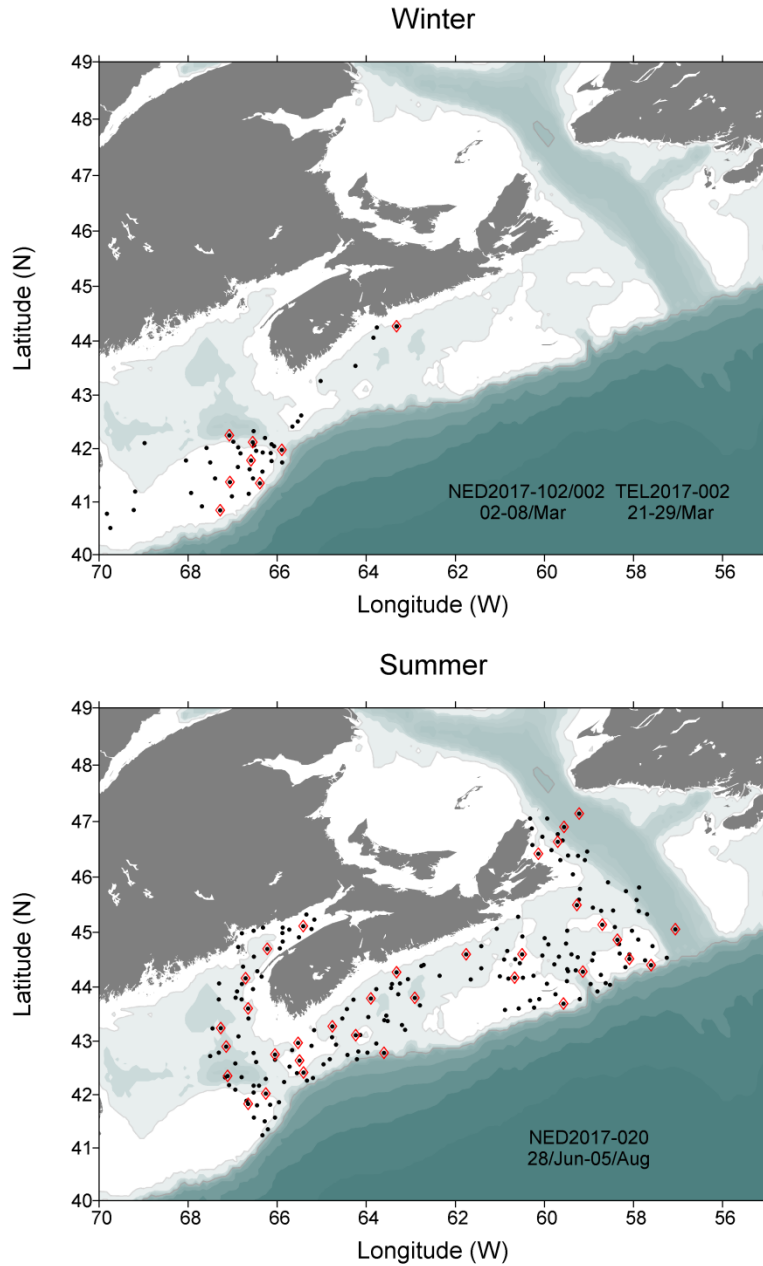 Winter
49
48
47
46
45
44
43
42
41
40
Latitude (N)
NED2017-102/002 TEL2017-002
02-08/Mar 21-29/Mar
70 68 66 64 62 60 58 56
Longitude (W)
Summer
49
48
47
46
45
44
43
42
41
40
Latitude (N)
NED2017-020
28/Jun-05/Aug
70 68 66 64 62 60 58 56
Longitude (W)